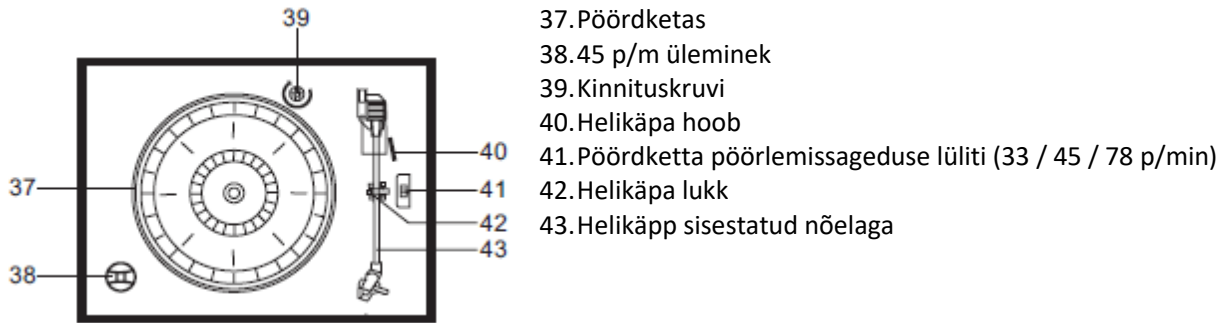 39
37
38
40
41
42
43
37.Pöördketas
38.45 p/m üleminek
39.Kinnituskruvi
40.Helikäpa hoob
41.Pöördketta pöörlemissageduse lüliti (33 / 45 / 78 p/min)
42.Helikäpa lukk
43.Helikäpp sisestatud nõelaga